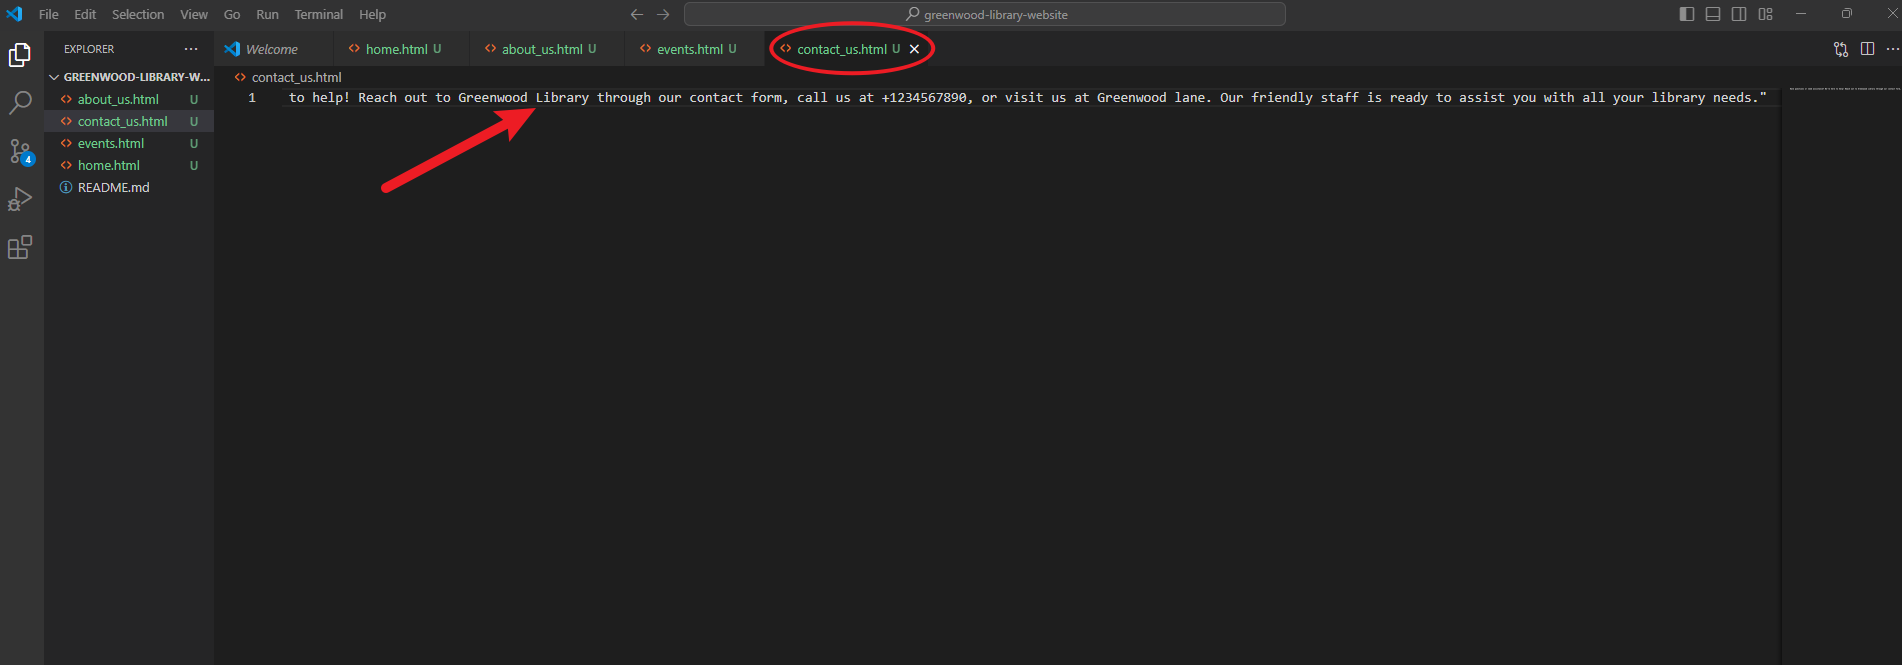 File Edit Selection View Go Run Terminal Help
greenwood-library-website
EXPLORER
GREENWOOD-LIBRARY-W...
about_us.html U
contact_us.html U
events.html U
home.html U
README.md
4
Welcome
home.html U
about_us.html U
events.html U
contact_us.html U
contact_us.html
1 to help! Reach out to Greenwood Library through our contact form, call us at +1234567890, or visit us at Greenwood lane. Our friendly staff is ready to assist you with all your library needs."